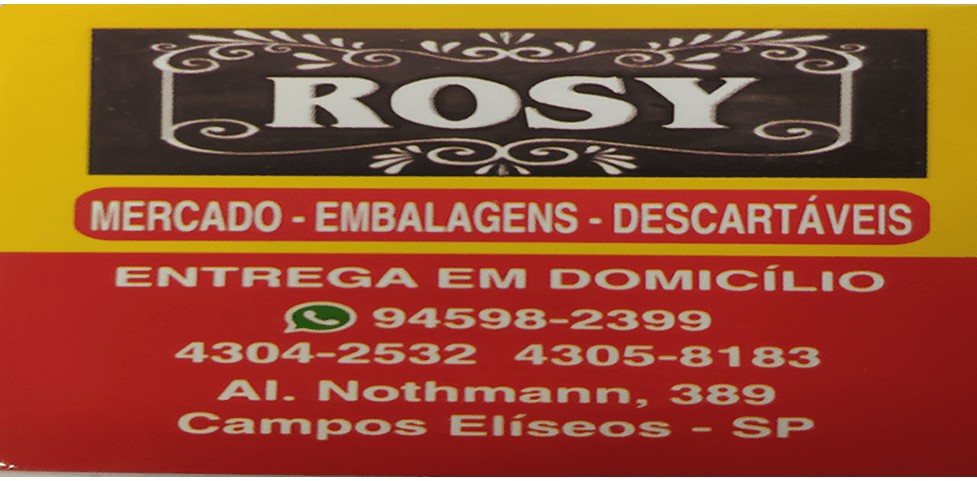 ROSY
MERCADO - EMBALAGENS - DESCARTÁVEIS
ENTREGA EM DOMICÍLIO
94598-2399
4304-2532 4305-8183
Al. Nothmann, 389
Campos Elíseos - SP